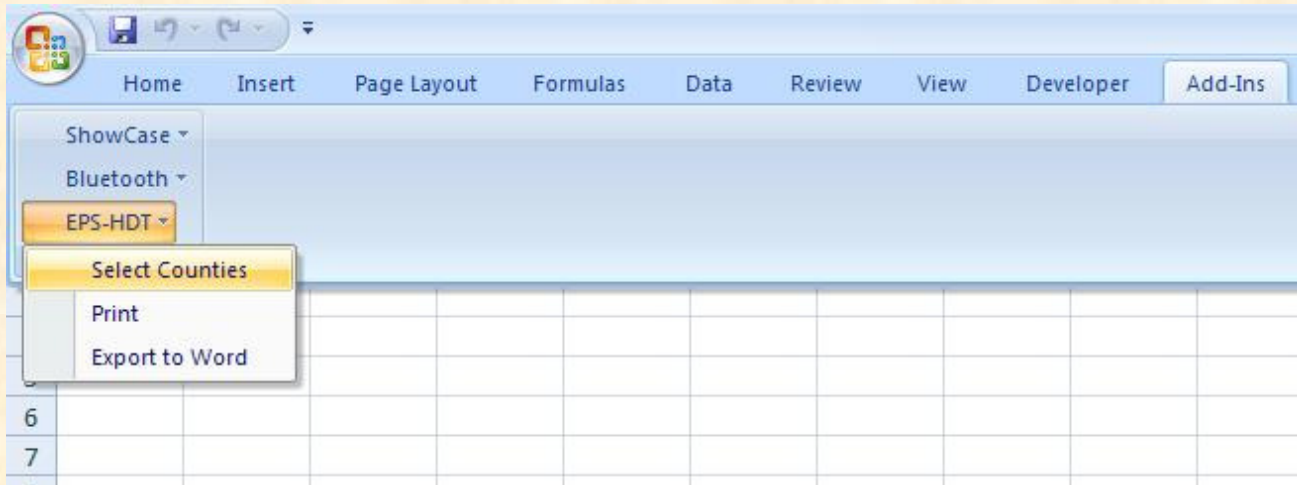 Home Insert Page Layout Formulas Data Review View Developer Add-Ins
ShowCase
Bluetooth
EPS-HDT
Select Counties
Print
Export to Word
6
7